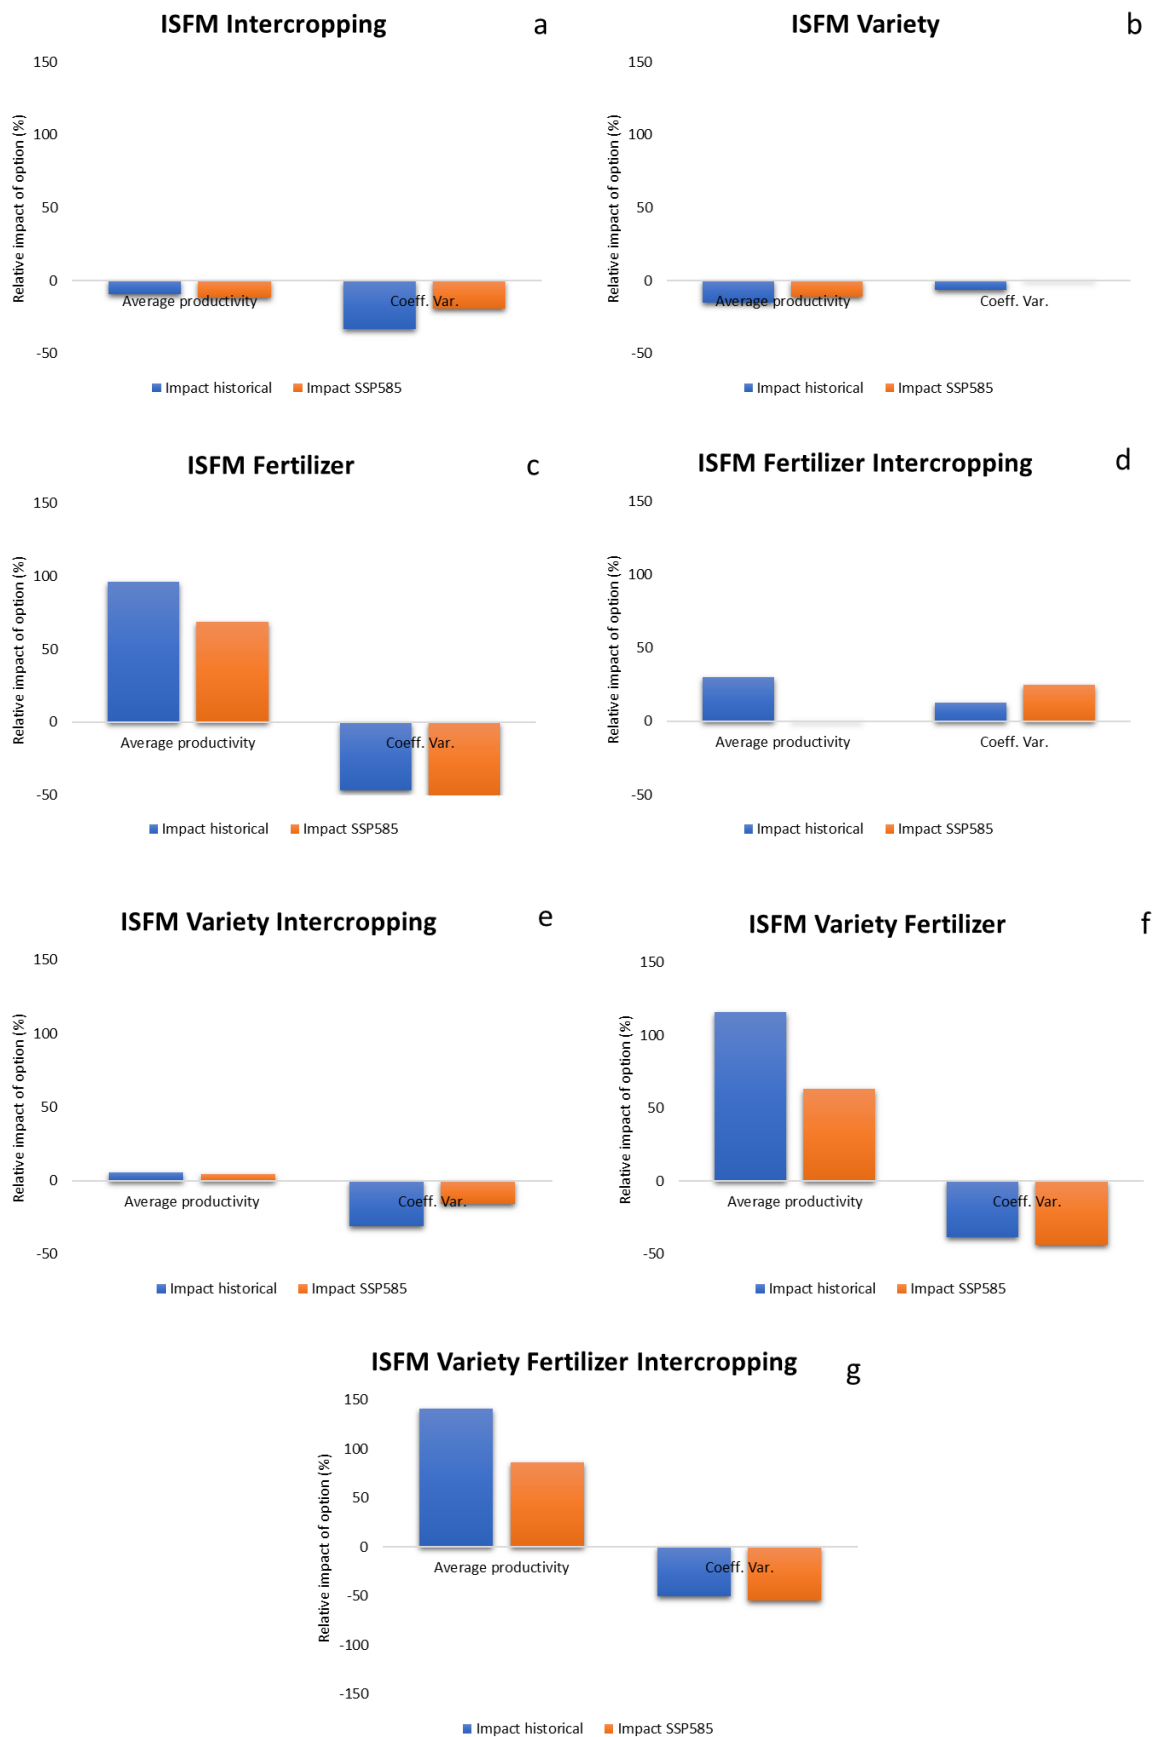 ISFM Intercropping a
150
100
50
0
-50
Relative impact of option (%)
Average productivity Coeff. Var.
Impact historical Impact SSP585
ISFM Variety b
150
100
50
0
-50
Relative impact of option (%)
Average productivity Coeff. Var.
Impact historical Impact SSP585
ISFM Fertilizer c
150
100
50
0
-50
Relative impact of option (%)
Average productivity Coeff. Var.
Impact historical Impact SSP585
ISFM Fertilizer Intercropping d
150
100
50
0
-50
Relative impact of option (%)
Average productivity Coeff. Var.
Impact historical Impact SSP585
ISFM Variety Intercropping e
150
100
50
0
-50
Relative impact of option (%)
Average productivity Coeff. Var.
Impact historical Impact SSP585
ISFM Variety Fertilizer f
150
100
50
0
-50
Relative impact of option (%)
Average productivity Coeff. Var.
Impact historical Impact SSP585
ISFM Variety Fertilizer Intercropping g
150
100
50
0
-50
-100
-150
Relative impact of option (%)
Average productivity Coeff. Var.
Impact historical Impact SSP585